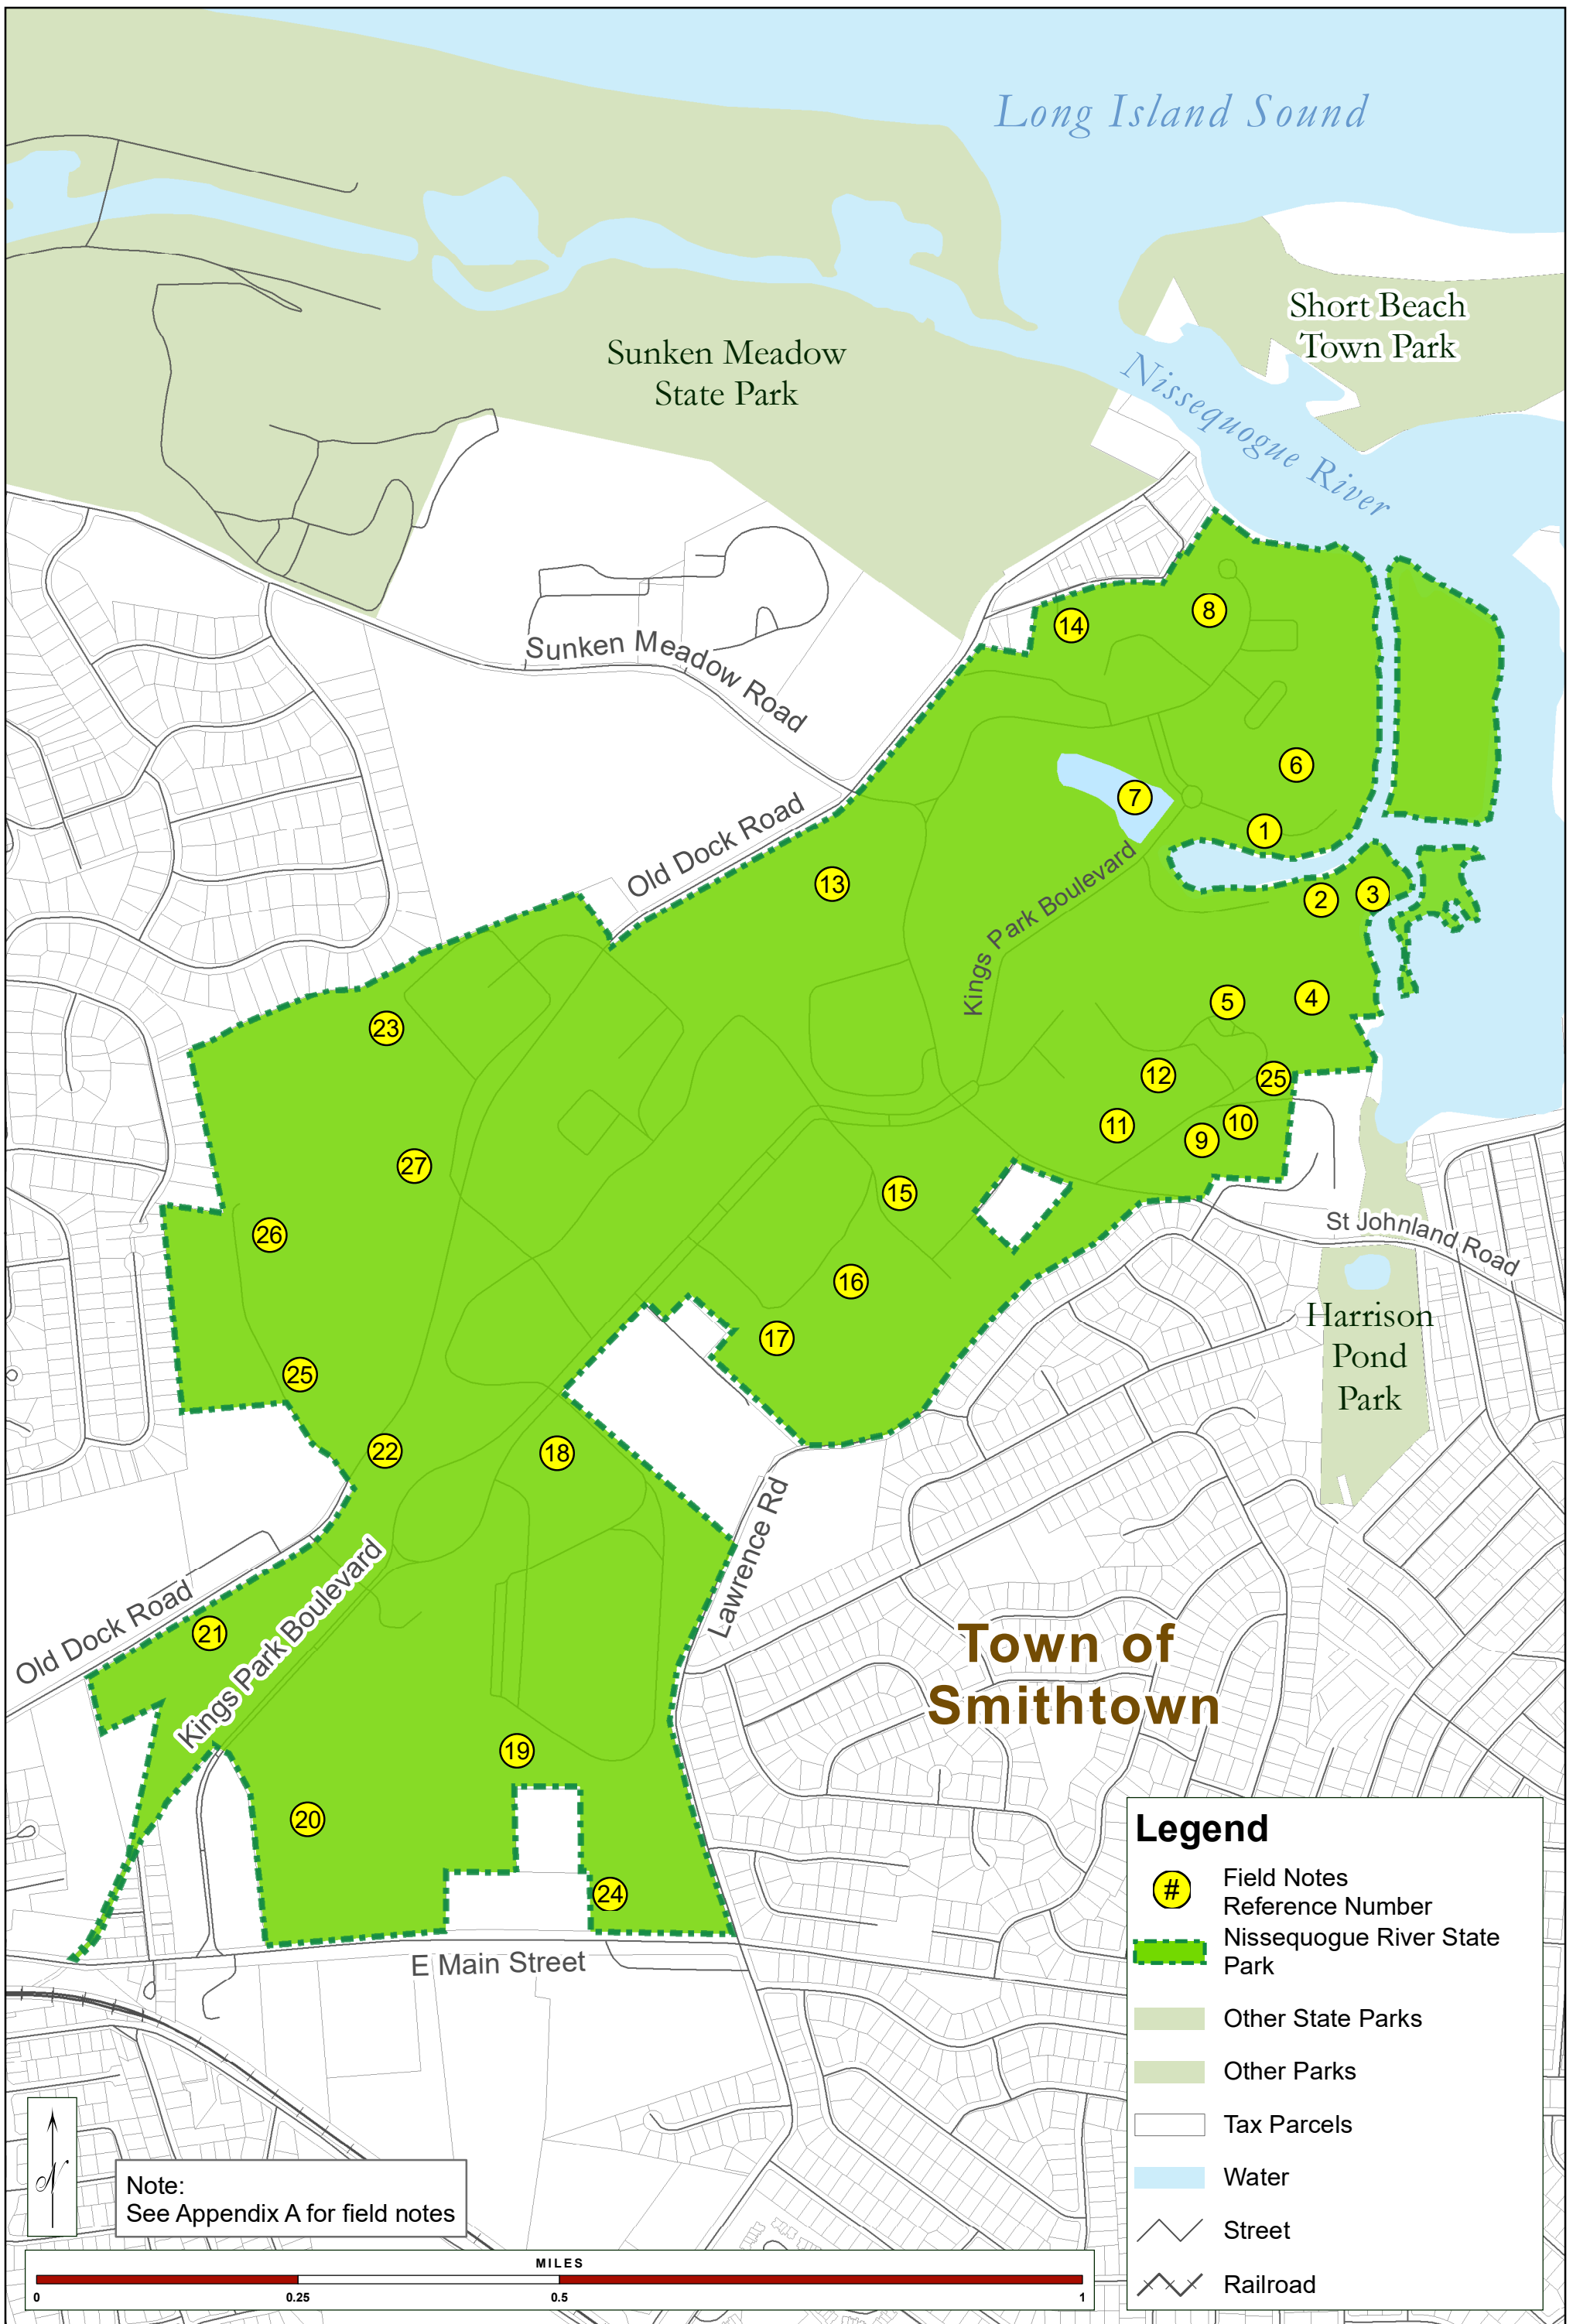 Long Island Sound
Short Beach
Town Park
Sunken Meadow
State Park
Nissequogue River
8
14
Sunken Meadow Road
6
7
Old Dock Road
1
13
Kings Park Boulevard
2
3
5
4
23
12
25
11
10
9
27
15
26
St Johnland Road
16
Harrison
Pond
Park
17
25
22
18
Lawrence Rd
Old Dock Road
21
Kings Park Boulevard
Town of
Smithtown
19
20
24
E Main Street
Legend
#
Field Notes
Reference Number
Nissequogue River State
Park
Other State Parks
Other Parks
Tax Parcels
Water
Street
Railroad
N
Note:
See Appendix A for field notes
MILES
0
0.25
0.5
1